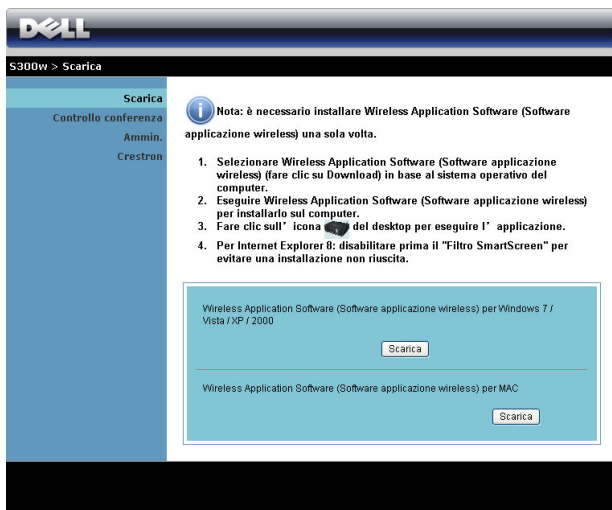 DELL
S300w > Scarica
Scarica
Controllo conferenza
Ammin.
Crestron
Nota: è necessario installare Wireless Application Software (Software
applicazione wireless) una sola volta.
1. Selezionare Wireless Application Software (Software applicazione
wireless) (fare clic su Download) in base al sistema operativo del
computer.
2. Eseguire Wireless Application Software (Software applicazione wireless)
per installarlo sul computer.
3. Fare clic sull' icona del desktop per eseguire l' applicazione.
4. Per Internet Explorer 8: disabilitare prima il "Filtro SmartScreen" per
evitare una installazione non riuscita.
Wireless Application Software (Software applicazione wireless) per Windows 7 /
Vista / XP / 2000
Scarica
Wireless Application Software (Software applicazione wireless) per MAC
Scarica